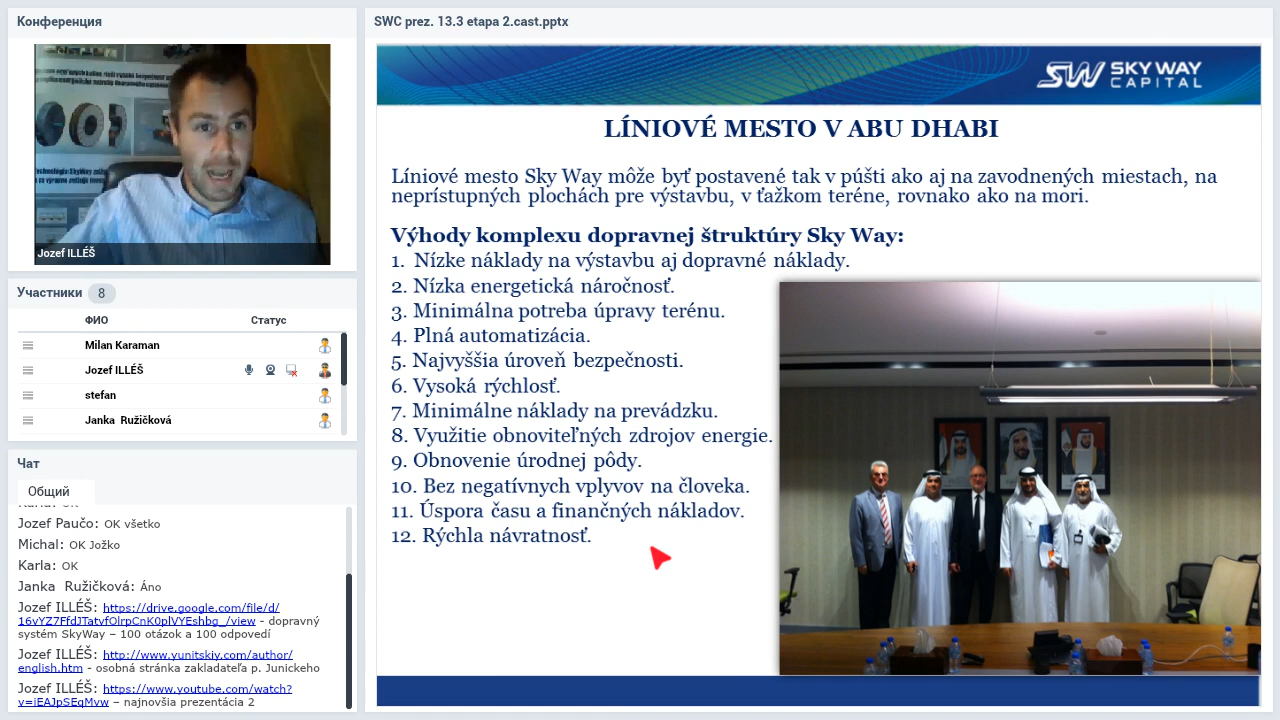 Конференция
Jozef ILLÉŠ
Участники 8
ФИО Статус
Milan Karaman
Jozef ILLÉŠ
stefan
Janka Ružičková
Чат
Общий
Jozef Paučo: OK všetko
Michal: OK Jožko
Karla: OK
Janka Ružičková: Áno
Jozef ILLÉŠ: https://drive.google.com/file/d/
16vYZ7FfdJTatvfOlrpCnK0plVYEshbg_/view - dopravný
systém SkyWay – 100 otázok a 100 odpovedí
Jozef ILLÉŠ: http://www.yunitskiy.com/author/
english.htm - osobná stránka zakladateľa p. Junickeho
Jozef ILLÉŠ: https://www.youtube.com/watch?
v=iEAJpSEqMvw – najnovšia prezentácia 2
SWC prez. 13.3 etapa 2.cast.pptx
SW SKY WAY
CAPITAL
LÍNIOVÉ MESTO V ABU DHABI
Líniové mesto Sky Way môže byť postavené tak v púšti ako aj na zavodnených miestach, na
neprístupných plochách pre výstavbu, v ťažkom teréne, rovnako ako na mori.
Výhody komplexu dopravnej štruktúry Sky Way:
1. Nízke náklady na výstavbu aj dopravné náklady.
2. Nízka energetická náročnosť.
3. Minimálna potreba úpravy terénu.
4. Plná automatizácia.
5. Najvyššia úroveň bezpečnosti.
6. Vysoká rýchlosť.
7. Minimálne náklady na prevádzku.
8. Využitie obnoviteľných zdrojov energie.
9. Obnovenie úrodnej pôdy.
10. Bez negatívnych vplyvov na človeka.
11. Úspora času a finančných nákladov.
12. Rýchla návratnosť.